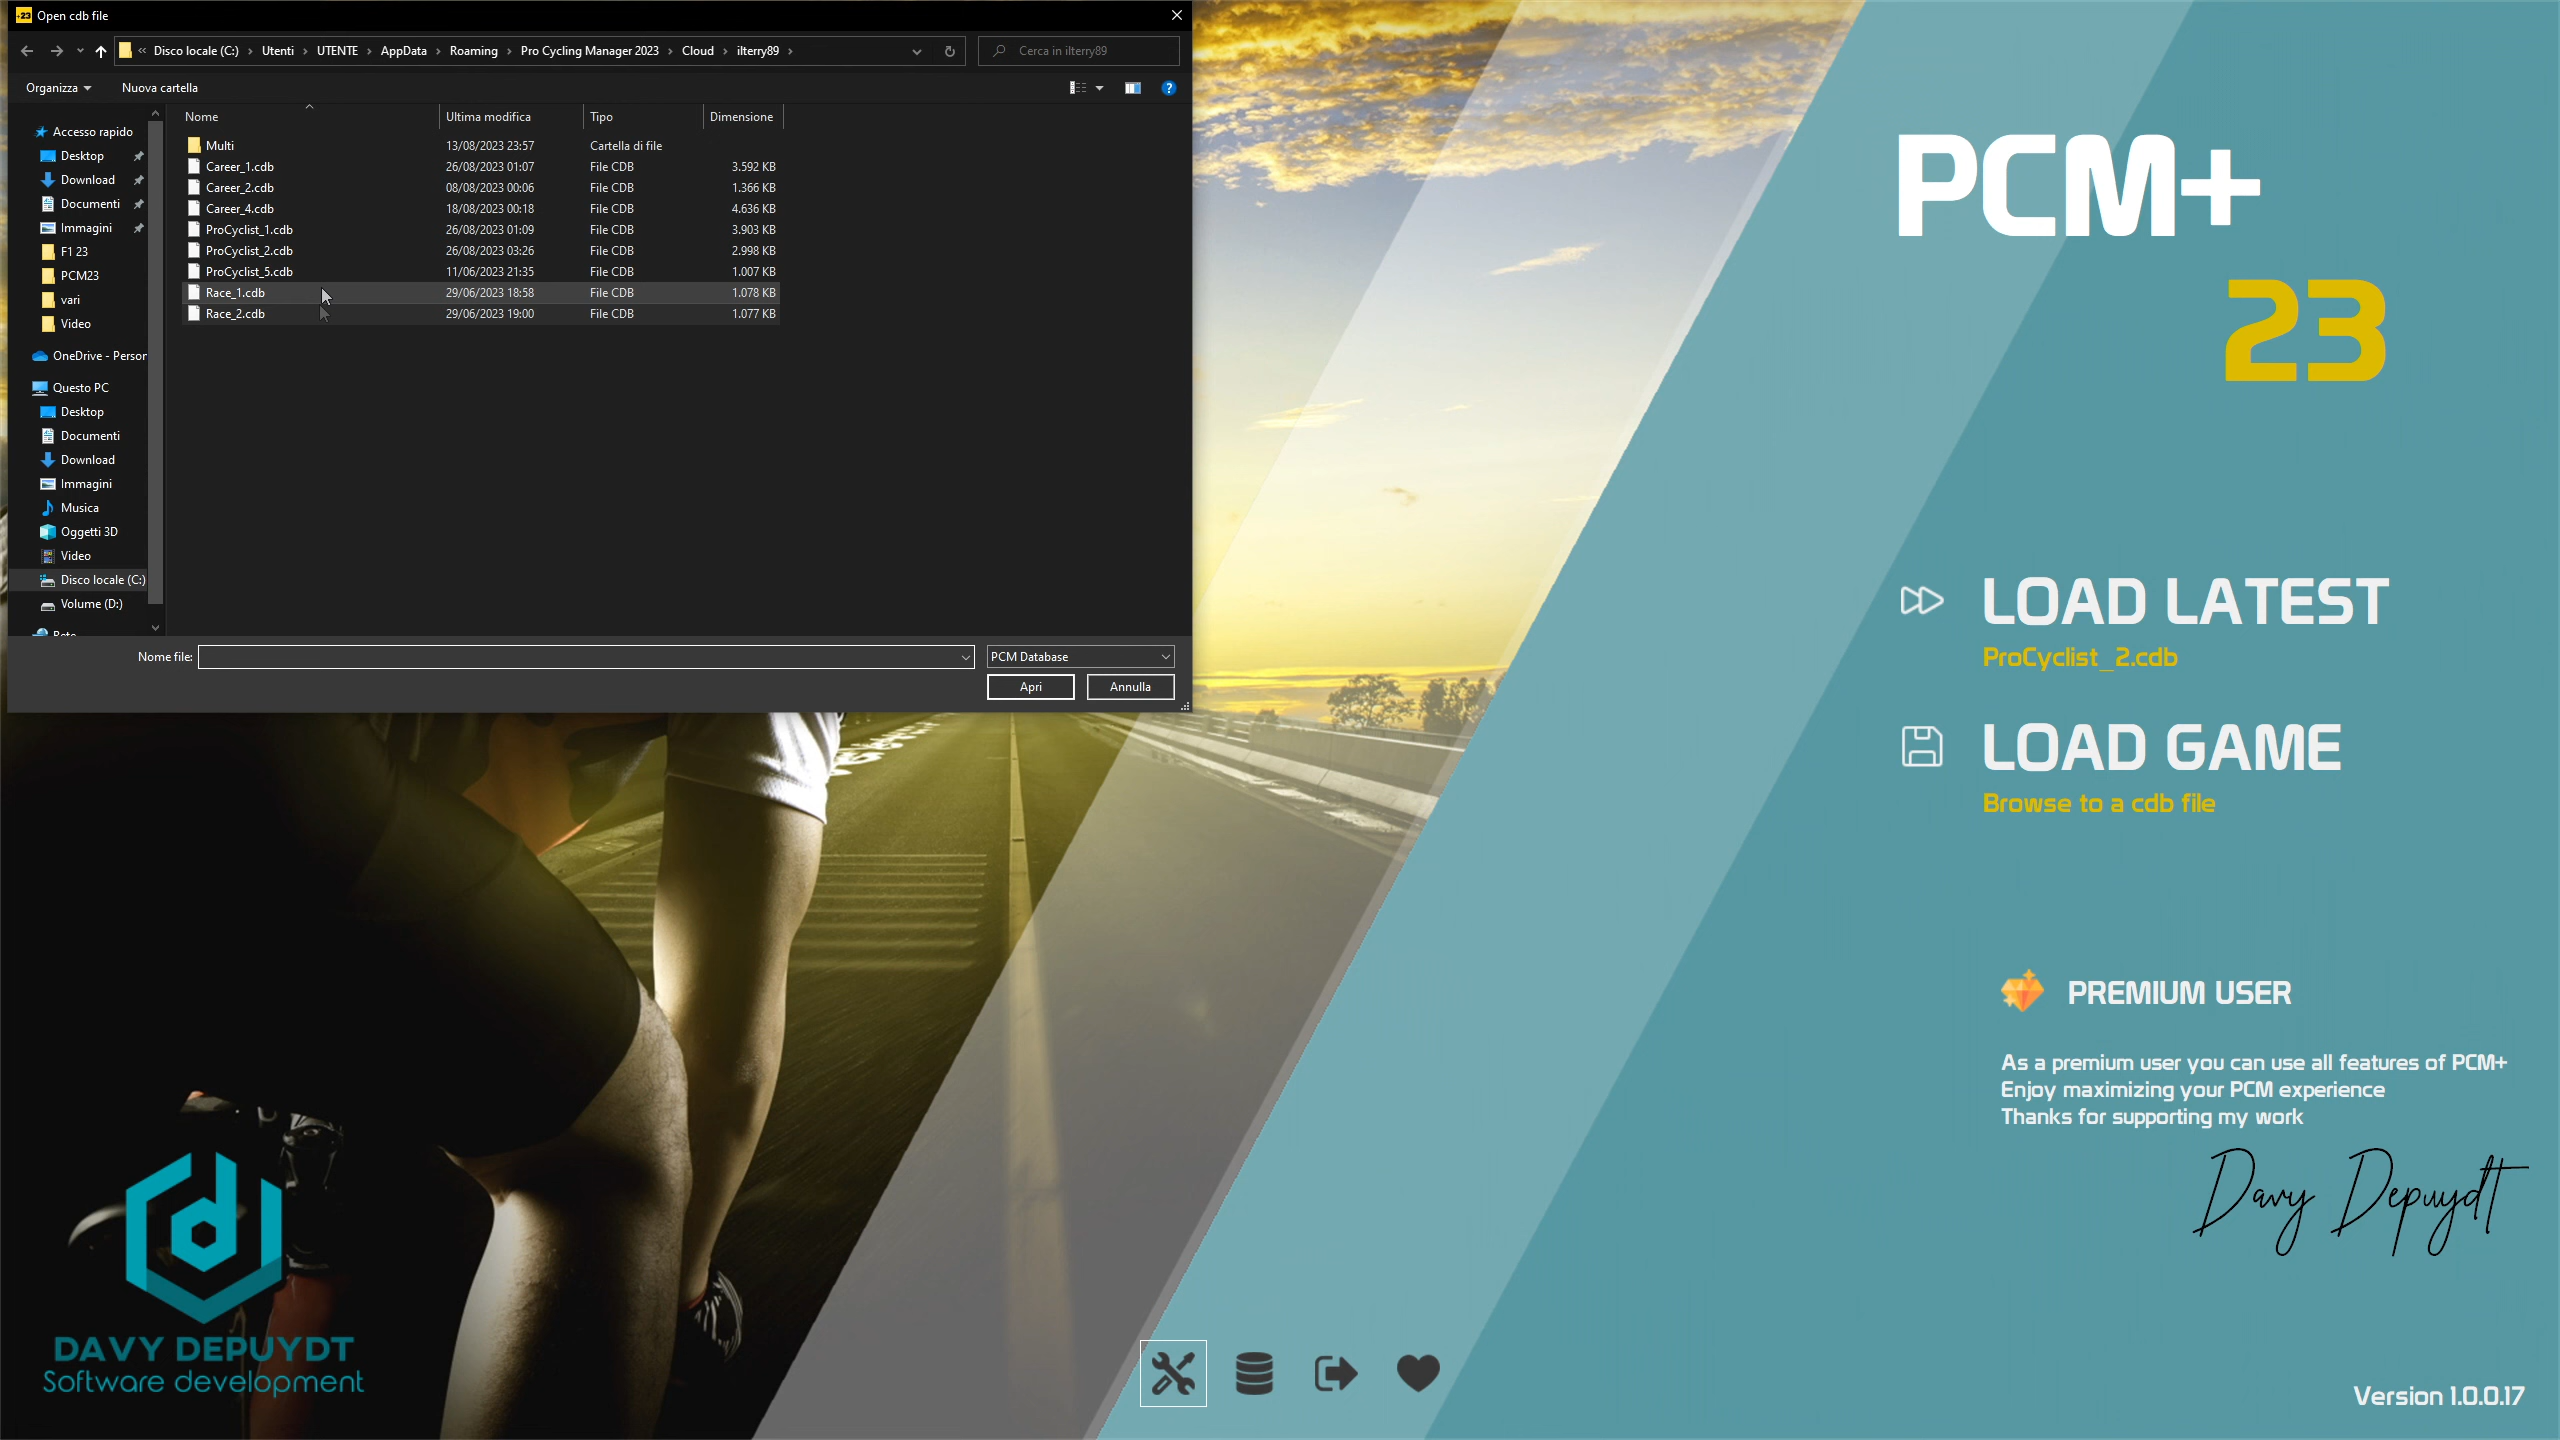 Open cdb file
« Disco locale (C:) > Utenti > UTENTE > AppData > Roaming > Pro Cycling Manager 2023 > Cloud > ilterry89 >
Cerca in ilterry89
Organizza
Nuova cartella
Nome Ultima modifica Tipo Dimensione
Multi 13/08/2023 23:57 Cartella di file
Career_1.cdb 26/08/2023 01:07 File CDB 3.592 KB
Career_2.cdb 08/08/2023 00:06 File CDB 1.366 KB
Career_4.cdb 18/08/2023 00:18 File CDB 4.636 KB
ProCyclist_1.cdb 26/08/2023 01:09 File CDB 3.903 KB
ProCyclist_2.cdb 26/08/2023 03:26 File CDB 2.998 KB
ProCyclist_5.cdb 11/06/2023 21:35 File CDB 1.007 KB
Race_1.cdb 29/06/2023 18:58 File CDB 1.078 KB
Race_2.cdb 29/06/2023 19:00 File CDB 1.077 KB
Accesso rapido
Desktop
Download
Documenti
Immagini
F1 23
PCM23
vari
Video
OneDrive - Person
Questo PC
Desktop
Documenti
Download
Immagini
Musica
Oggetti 3D
Video
Disco locale (C:)
Volume (D:)
Rete
Nome file:
PCM Database
Apri
Annulla
PCM+
23
LOAD LATEST
ProCyclist_2.cdb
LOAD GAME
Browse to a cdb file
PREMIUM USER
As a premium user you can use all features of PCM+
Enjoy maximizing your PCM experience
Thanks for supporting my work
Davy Depuydt
DAVY DEPUYDT
Software development
Version 1.0.0.17